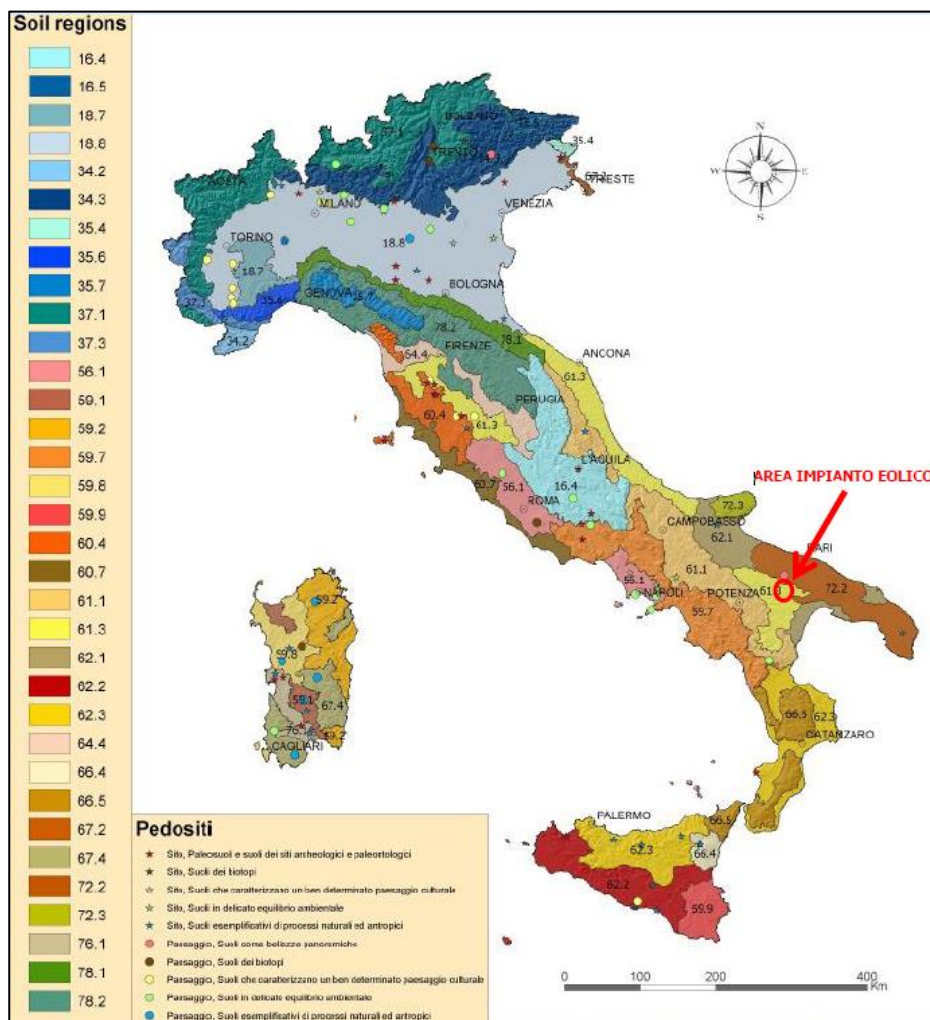 Soil regions
16.4
16.5
18.7
18.8
34.2
34.3
35.4
35.6
35.7
37.1
37.3
56.1
59.1
59.2
59.7
59.8
59.9
60.4
60.7
61.1
61.3
62.1
62.2
62.3
64.4
66.4
66.5
67.2
67.4
72.2
72.3
76.1
78.1
78.2
N
W
E
S
BOLZANO
37.1
35.4
TRENTO
TRIESTE
AOSTA
MILANO
VENEZIA
TORINO
18.8
18.7
BOLOGNA
GENOVA
35.6
37.3
34.2
78.2
78.1
FIRENZE
64.4
ANCONA
61.3
PERUGIA
60.4
61.3
L'AQUILA
16.4
60.7
56.1
ROMA
AREA IMPIANTO EOLICO
72.3
CAMPOBASSO
62.1
BARI
61.1
72.2
56.1
NAPOLI
POTENZA
59.7
59.2
59.8
59.1
67.4
59.2
CAGLIARI
66.5
62.3
CATANZARO
PALERMO
66.5
62.3
66.4
62.2
59.9
Pedositi
Sito, Paleosuoli e suoli dei siti archeologici e paleontologici
Sito, Suoli dei biotopi
Sito, Suoli che caratterizzano un ben determinato paesaggio culturale
Sito, Suoli in delicato equilibrio ambientale
Sito, Suoli esemplificativi di processi naturali ed antropici
Paesaggio, Suoli come bellezze panoramiche
Paesaggio, Suoli dei biotopi
Paesaggio, Suoli che caratterizzano un ben determinato paesaggio culturale
Paesaggio, Suoli in delicato equilibrio ambientale
Paesaggio, Suoli esemplificativi di processi naturali ed antropici
0 100 200 400
Km